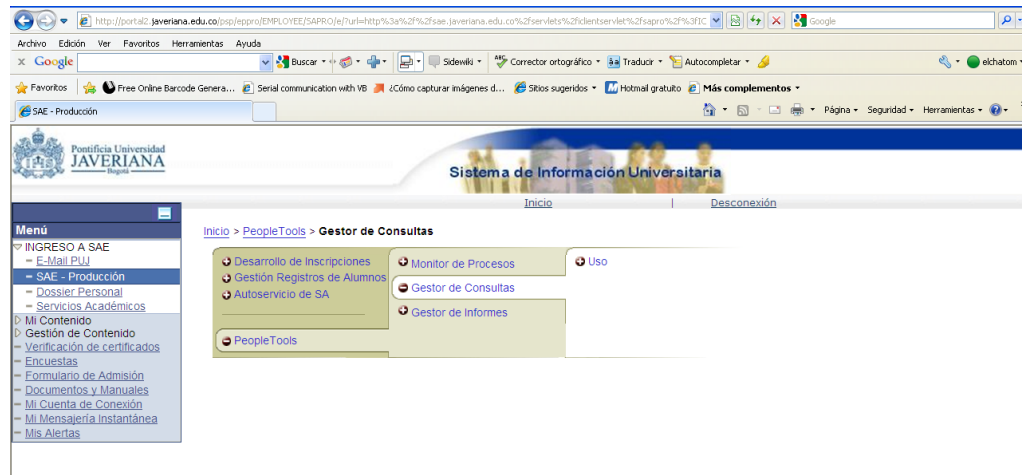 http://portal2.javeriana.edu.co/psp/eppro/EMPLOYEE/SAPRO/e/?url=http%3a%2f%2fsae.javeriana.edu.co%2fservlets%2ficlientservlet%2fsapro%2f%3fIC Google
Archivo Edición Ver Favoritos Herramientas Ayuda
x Google Buscar Sidewiki ABC Corrector ortográfico Traducir Autocompletar elchatom
Favoritos Free Online Barcode Genera... Serial communication with VB ¿Cómo capturar imágenes d... Sitios sugeridos Hotmail gratuito Más complementos
SAE - Producción Página Seguridad Herramientas
Pontificia Universidad
JAVERIANA
Bogotá
Sistema de Información Universitaria
Inicio | Desconexión
Menú
INGRESO A SAE
E-Mail PUJ
SAE - Producción
Dossier Personal
Servicios Académicos
Mi Contenido
Gestión de Contenido
Verificación de certificados
Encuestas
Formulario de Admisión
Documentos y Manuales
Mi Cuenta de Conexión
Mi Mensajería Instantánea
Mis Alertas
Inicio > PeopleTools > Gestor de Consultas
Desarrollo de Inscripciones
Gestión Registros de Alumnos
Autoservicio de SA
PeopleTools
Monitor de Procesos
Gestor de Consultas
Gestor de Informes
Uso